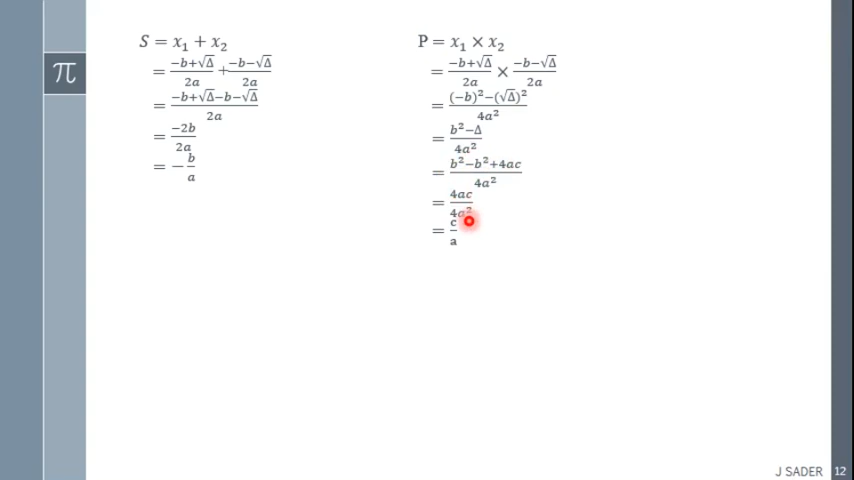 π
S = x₁ + x₂
= (−b+√Δ)/2a + (−b−√Δ)/2a
= (−b+√Δ−b−√Δ)/2a
= −2b/2a
= −b/a
P = x₁ × x₂
= (−b+√Δ)/2a × (−b−√Δ)/2a
= ((−b)²−(√Δ)²)/4a²
= (b²−Δ)/4a²
= (b²−b²+4ac)/4a²
= 4ac/4a²
= c/a
J SADER 12